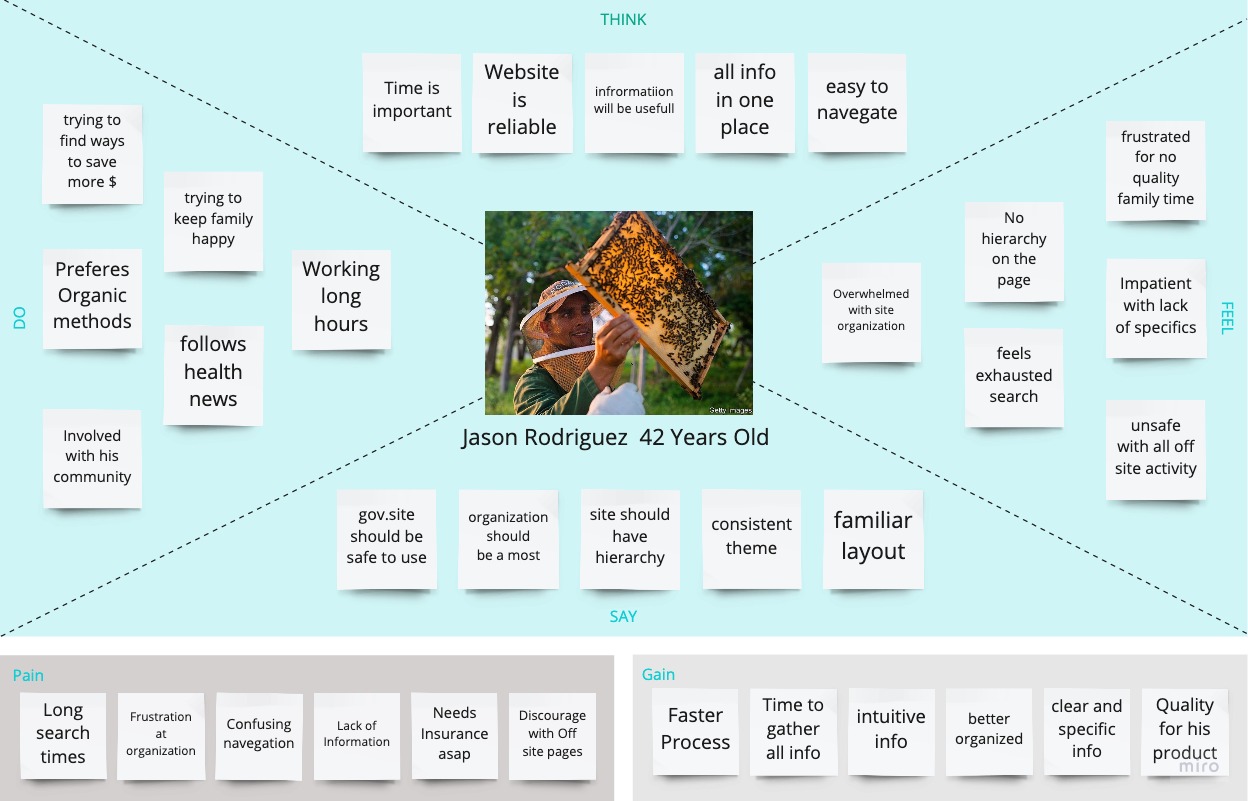 THINK
Time is
important
Website
is
reliable
infrormatiion
will be usefull
all info
in one
place
easy to
navegate
DO
trying to
find ways
to save
more $
trying to
keep family
happy
Preferes
Organic
methods
Working
long
hours
follows
health
news
Involved
with his
community
Getty Images
Jason Rodriguez 42 Years Old
FEEL
frustrated
for no
quality
family time
No
hierarchy
on the
page
Overwhelmed
with site
organization
Impatient
with lack
of specifics
feels
exhausted
search
unsafe
with all off
site activity
gov.site
should be
safe to use
organization
should
be a most
site should
have
hierarchy
consistent
theme
familiar
layout
SAY
Pain
Long
search
times
Frustration
at
organization
Confusing
navegation
Lack of
Information
Needs
Insurance
asap
Discourage
with Off
site pages
Gain
Faster
Process
Time to
gather
all info
intuitive
info
better
organized
clear and
specific
info
Quality
for his
product
miro